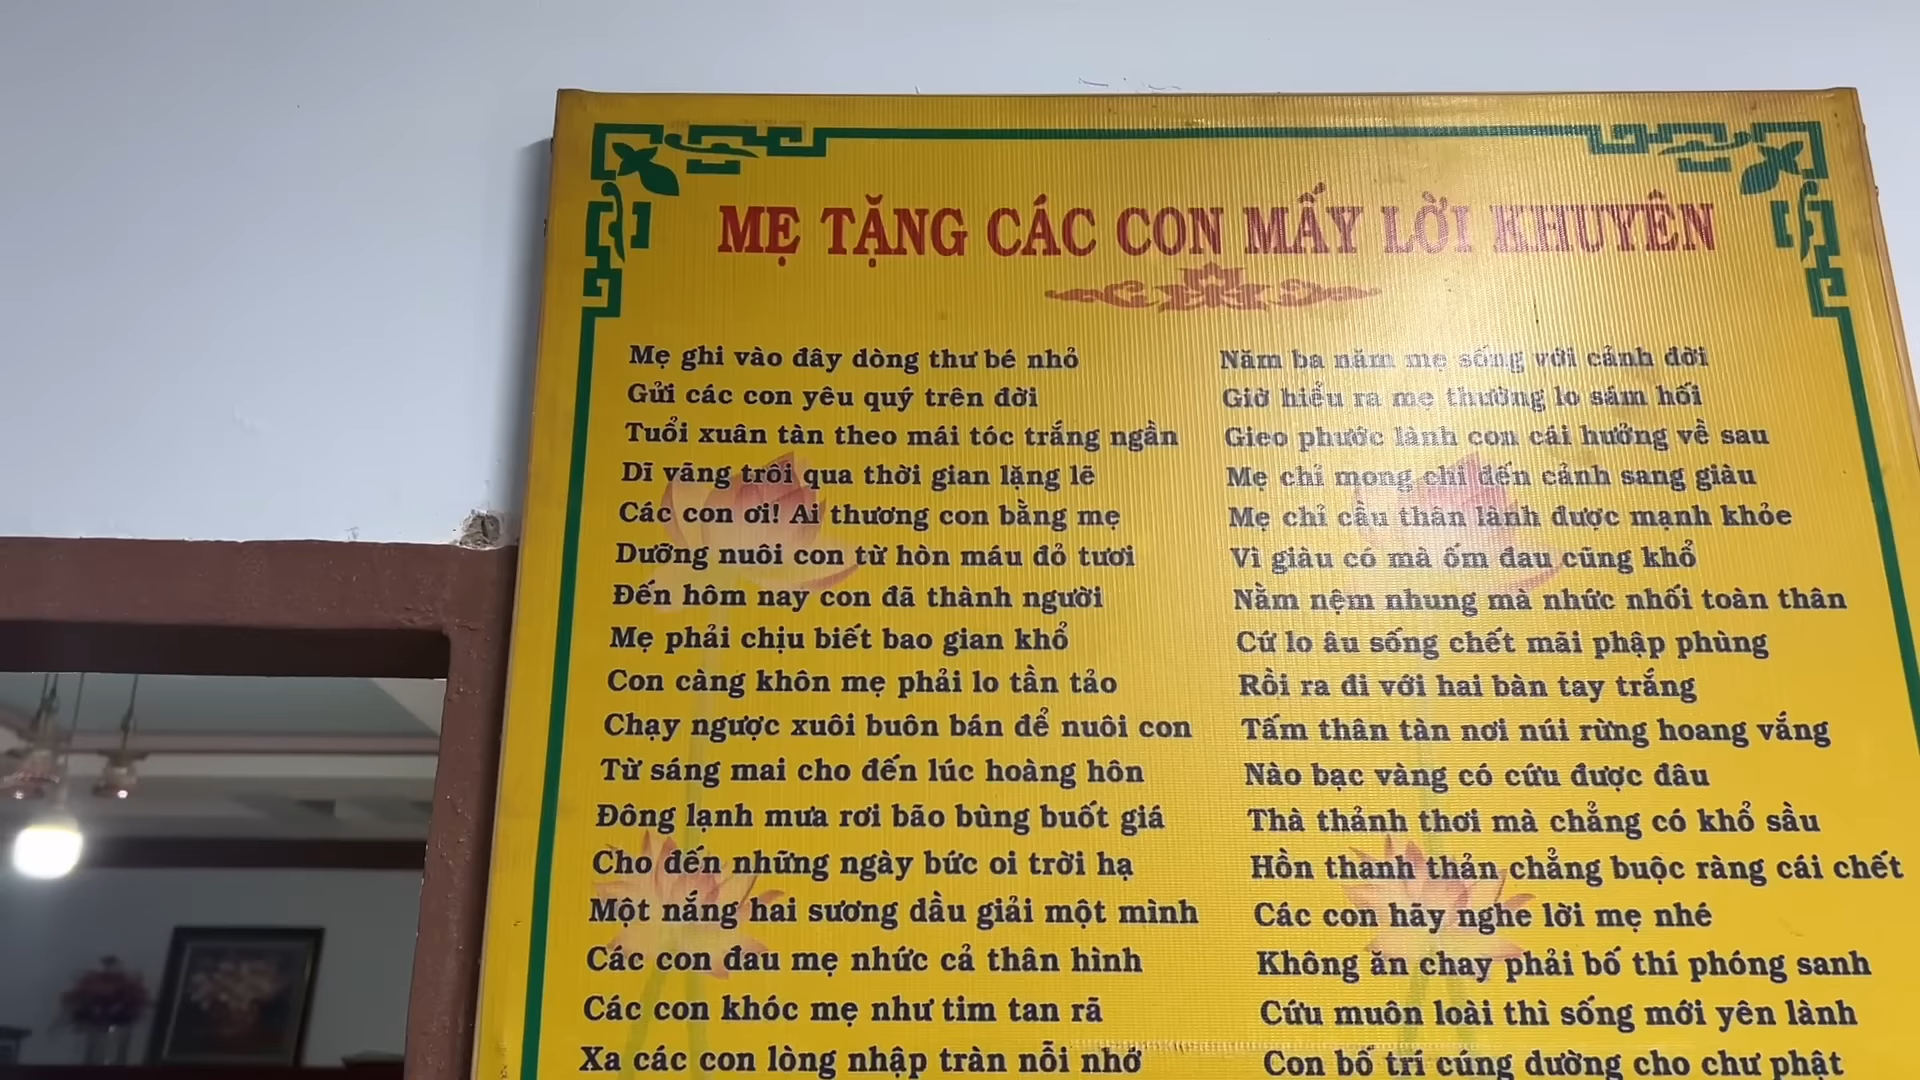 MẸ TẶNG CÁC CON MẤY LỜI KHUYÊN
Mẹ ghi vào đây dòng thư bé nhỏ
Gửi các con yêu quý trên đời
Tuổi xuân tàn theo mái tóc trắng ngần
Dĩ vãng trôi qua thời gian lặng lẽ
Các con ơi! Ai thương con bằng mẹ
Dưỡng nuôi con từ hòn máu đỏ tươi
Đến hôm nay con đã thành người
Mẹ phải chịu biết bao gian khổ
Con càng khôn mẹ phải lo tần tảo
Chạy ngược xuôi buôn bán để nuôi con
Từ sáng mai cho đến lúc hoàng hôn
Đông lạnh mưa rơi bão bùng buốt giá
Cho đến những ngày bức oi trời hạ
Một nắng hai sương dầu giải một mình
Các con đau mẹ nhức cả thân hình
Các con khóc mẹ như tim tan rã
Xa các con lòng nhập tràn nỗi nhớ
Năm ba năm mẹ sống với cảnh đời
Giờ hiểu ra mẹ thường lo sám hối
Gieo phước lành con cái hưởng về sau
Mẹ chỉ mong chi đến cảnh sang giàu
Mẹ chỉ cầu thân lành được mạnh khỏe
Vì giàu có mà ốm đau cũng khổ
Nằm nệm nhung mà nhức nhối toàn thân
Cứ lo âu sống chết mãi phập phùng
Rồi ra đi với hai bàn tay trắng
Tấm thân tàn nơi núi rừng hoang vắng
Nào bạc vàng có cứu được đâu
Thà thảnh thơi mà chẳng có khổ sầu
Hồn thanh thản chẳng buộc ràng cái chết
Các con hãy nghe lời mẹ nhé
Không ăn chay phải bố thí phóng sanh
Cứu muôn loài thì sống mới yên lành
Con bố trí cúng dường cho chư phật